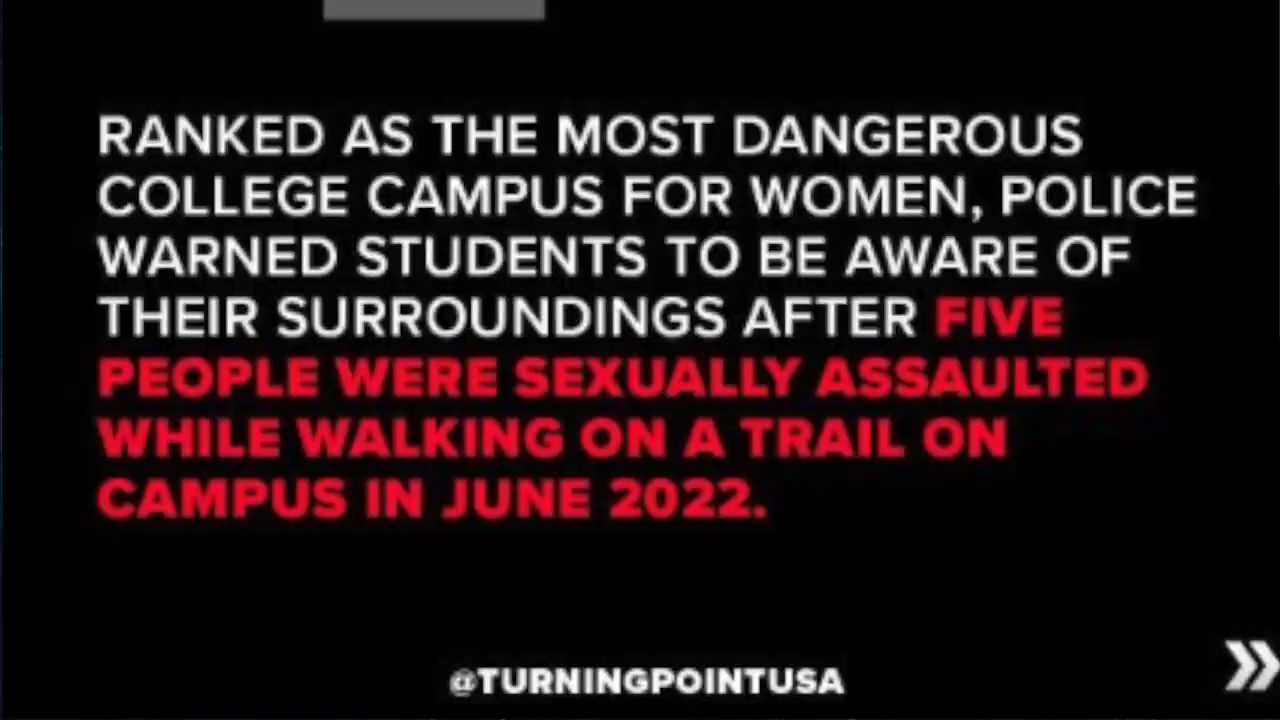 RANKED AS THE MOST DANGEROUS
COLLEGE CAMPUS FOR WOMEN, POLICE
WARNED STUDENTS TO BE AWARE OF
THEIR SURROUNDINGS AFTER FIVE
PEOPLE WERE SEXUALLY ASSAULTED
WHILE WALKING ON A TRAIL ON
CAMPUS IN JUNE 2022.
@TURNINGPOINTUSA